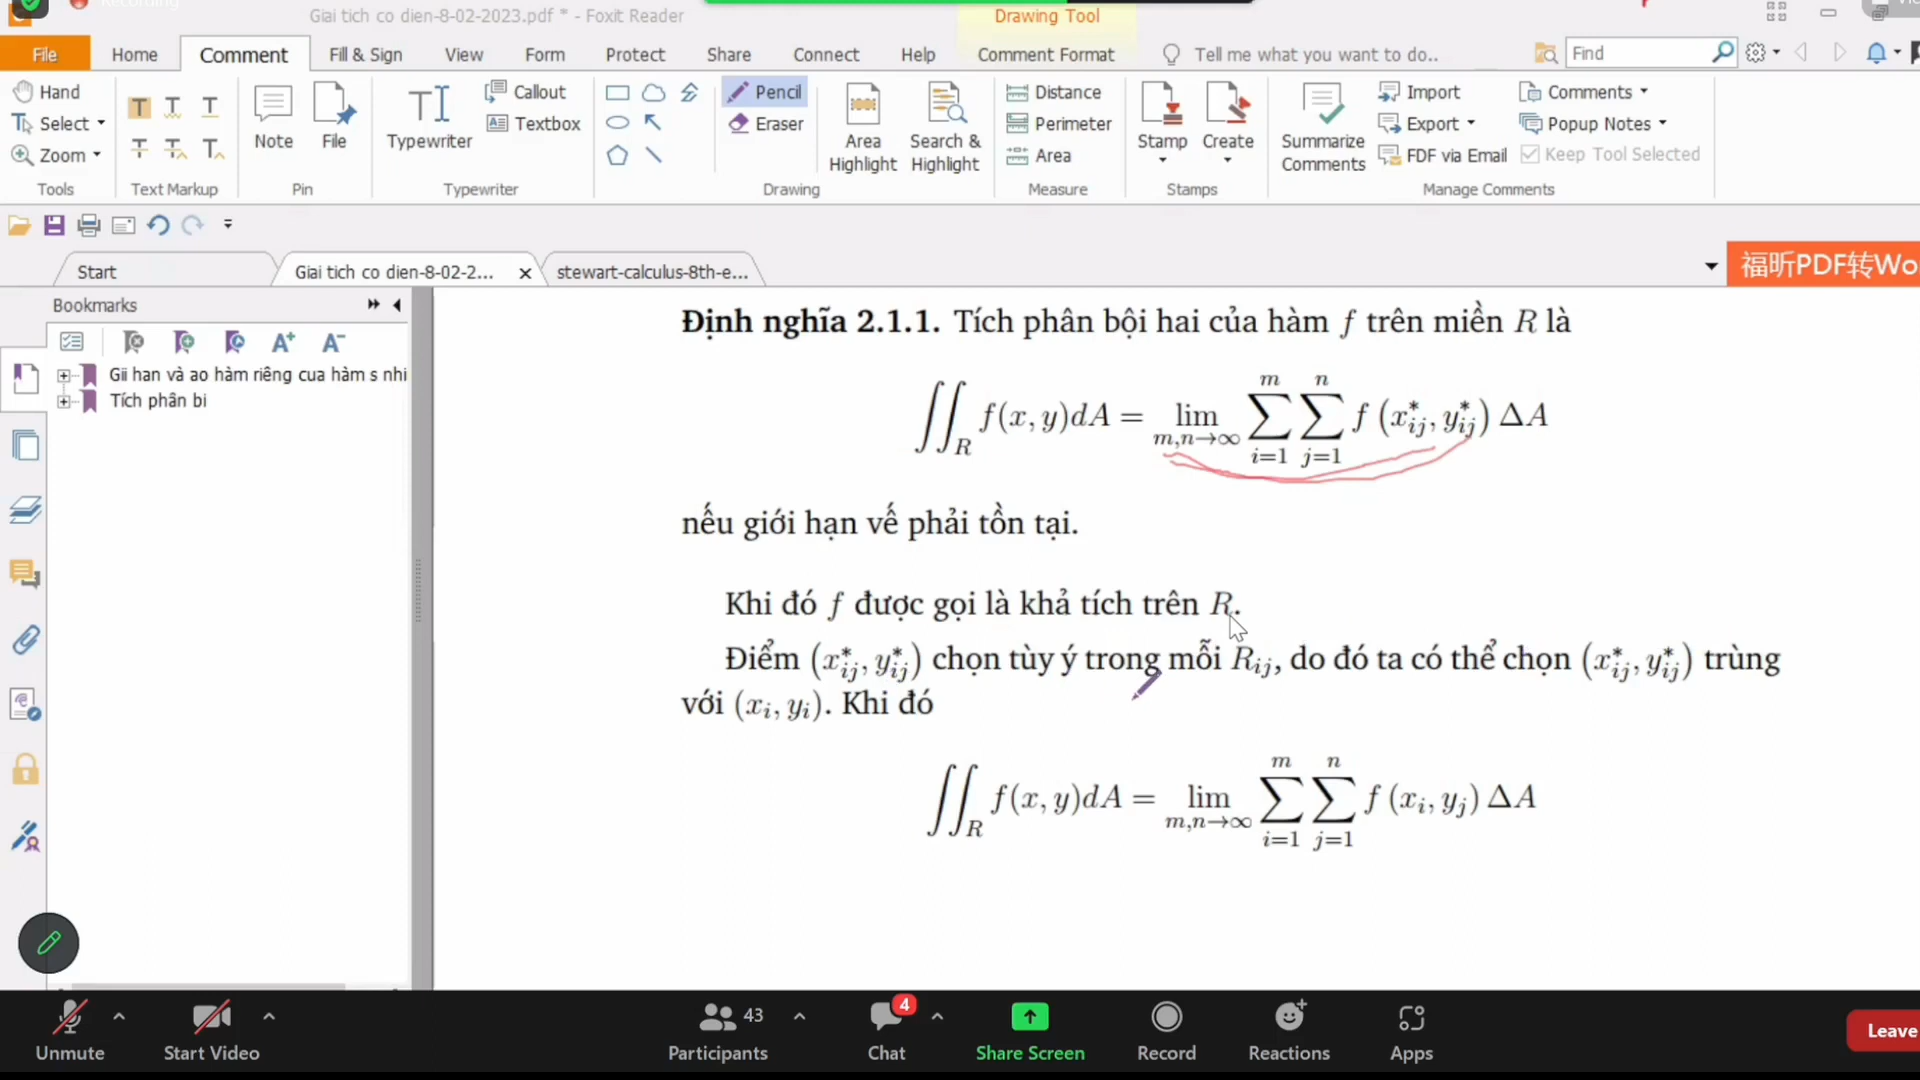 Recording
Giai tich co dien-8-02-2023.pdf * - Foxit Reader
Drawing Tool
File Home Comment Fill & Sign View Form Protect Share Connect Help Comment Format Tell me what you want to do.. Find
Hand
Select
Zoom
Tools
Text Markup
Note
File
Pin
Typewriter
Callout
Textbox
Typewriter
Pencil
Eraser
Area Highlight
Search & Highlight
Drawing
Distance
Perimeter
Area
Measure
Stamp
Create
Stamps
Summarize Comments
Import
Export
FDF via Email
Comments
Popup Notes
Keep Tool Selected
Manage Comments
Start
Giai tich co dien-8-02-2...
stewart-calculus-8th-e...
福昕PDF转Wo
Bookmarks
Gii han và ao hàm riêng cua hàm s nhi
Tích phân bi
Định nghĩa 2.1.1. Tích phân bội hai của hàm f trên miền R là
∬_R f(x, y)dA = lim_{m,n→∞} ∑_{i=1}^{m} ∑_{j=1}^{n} f (x*_{ij}, y*_{ij}) ΔA
nếu giới hạn vế phải tồn tại.
Khi đó f được gọi là khả tích trên R.
Điểm (x*_{ij}, y*_{ij}) chọn tùy ý trong mỗi R_{ij}, do đó ta có thể chọn (x*_{ij}, y*_{ij}) trùng
với (x_i, y_i). Khi đó
∬_R f(x, y)dA = lim_{m,n→∞} ∑_{i=1}^{m} ∑_{j=1}^{n} f (x_i, y_j) ΔA
Unmute
Start Video
43
Participants
4
Chat
Share Screen
Record
Reactions
Apps
Leave